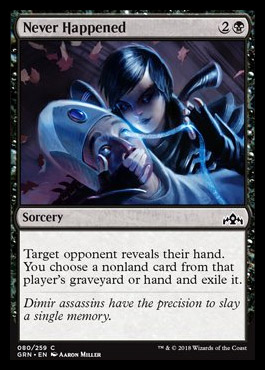 Never Happened 2
Sorcery
Target opponent reveals their hand.
You choose a nonland card from that
player's graveyard or hand and exile it.
Dimir assassins have the precision to slay
a single memory.
080/259 C
GRN • EN AARON MILLER
™ & © 2018 Wizards of the Coast